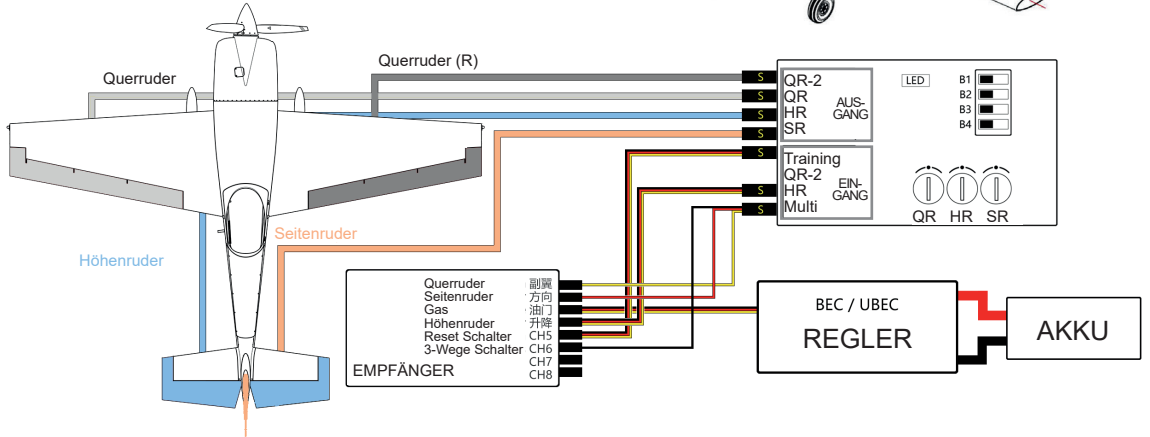 Querruder
Querruder (R)
Seitenruder
Höhenruder
S QR-2
S QR
S HR
S SR
AUS-
GANG
S Training
QR-2
S HR
S Multi
EIN-
GANG
LED
B1
B2
B3
B4
QR HR SR
Querruder 副翼
Seitenruder 方向
Gas 油门
Höhenruder 升降
Reset Schalter CH5
3-Wege Schalter CH6
CH7
CH8
EMPFÄNGER
BEC / UBEC
REGLER
AKKU